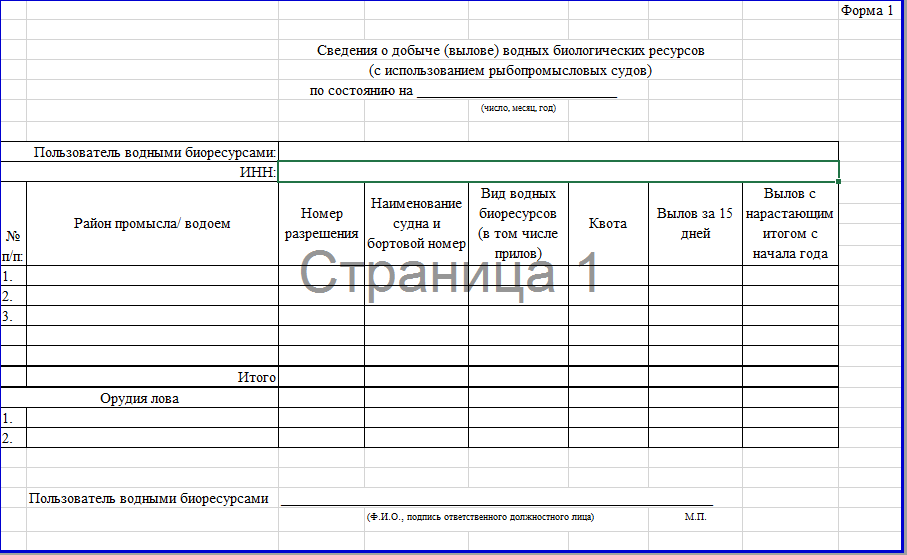 Форма 1
Сведения о добыче (вылове) водных биологических ресурсов
(с использованием рыбопромысловых судов)
по состоянию на ____________________________
(число, месяц, год)
Пользователь водными биоресурсами:
ИНН:
№ п/п:
Район промысла/ водоем
Номер разрешения
Наименование судна и бортовой номер
Вид водных биоресурсов (в том числе прилов)
Квота
Вылов за 15 дней
Вылов с нарастающим итогом с начала года
Страница 1
1.
2.
3.
Итого
Орудия лова
1.
2.
Пользователь водными биоресурсами ____________________________
(Ф.И.О., подпись ответственного должностного лица) М.П.